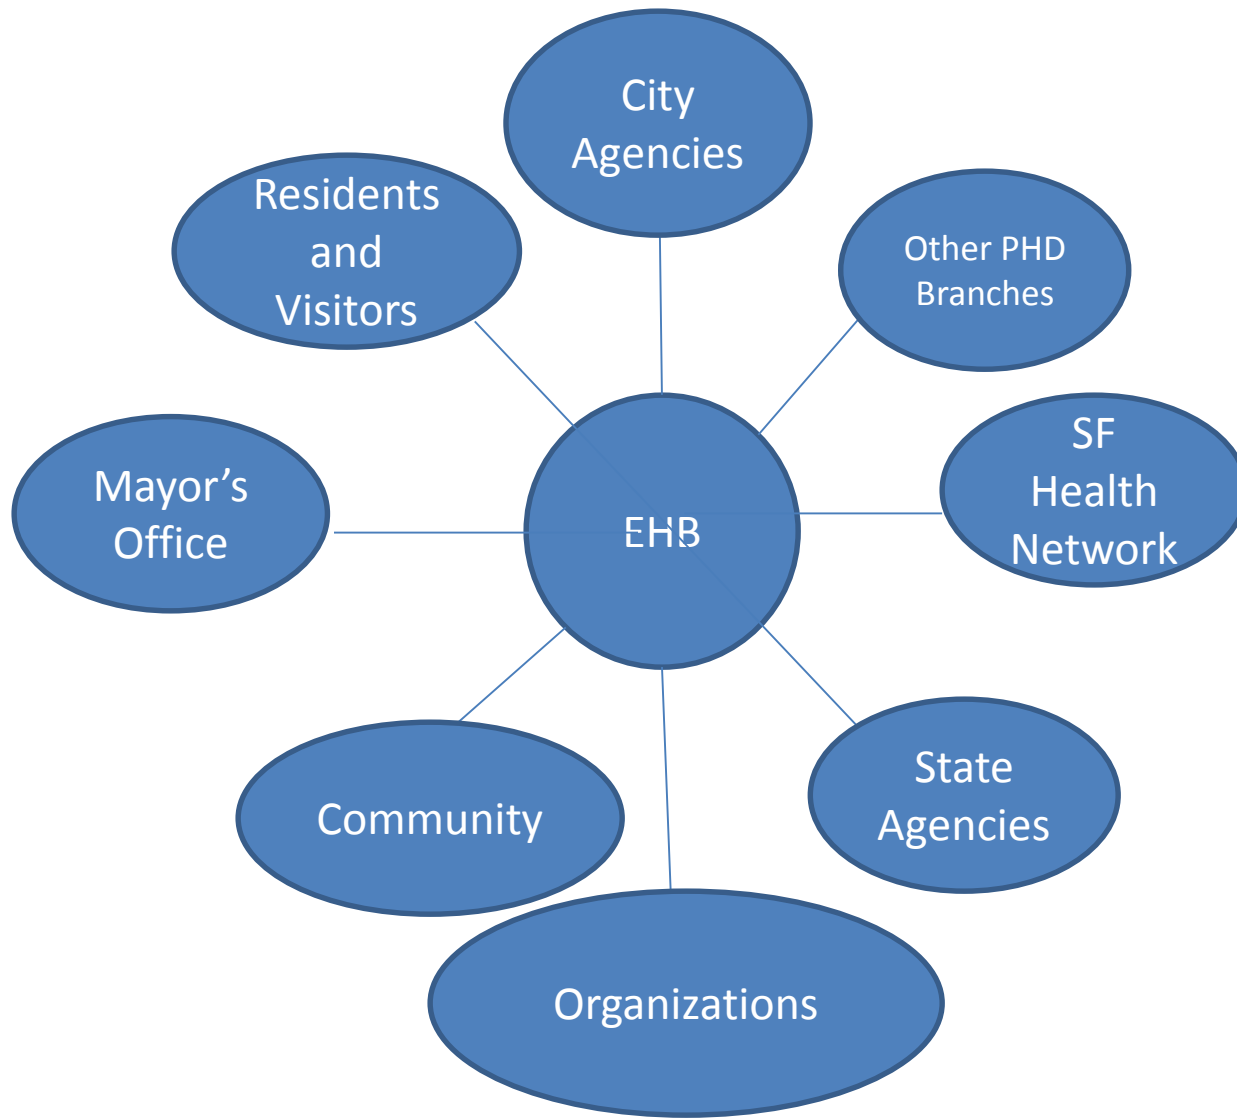 City
Agencies
Residents
and
Visitors
Other PHD
Branches
Mayor's
Office
EHB
SF
Health
Network
Community
State
Agencies
Organizations